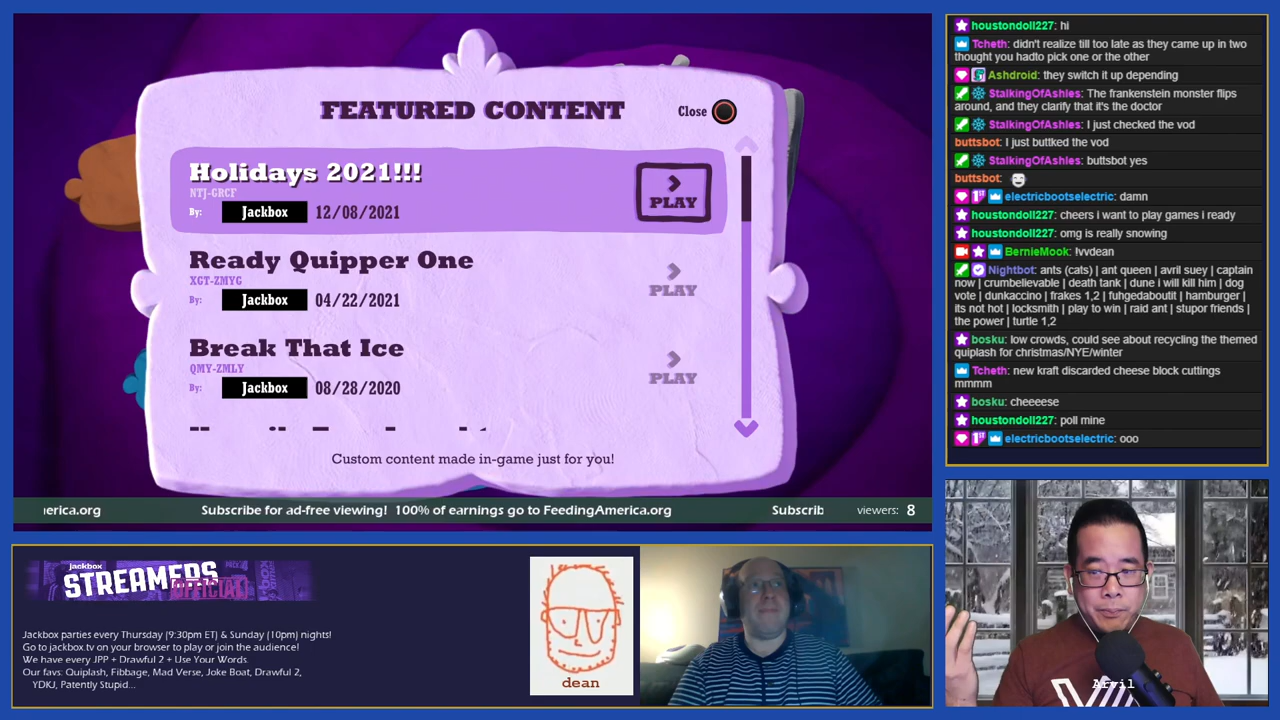 FEATURED CONTENT
Close
Holidays 2021!!!
NTJ-GRCF
By: Jackbox 12/08/2021
PLAY
Ready Quipper One
XGT-ZMYG
By: Jackbox 04/22/2021
PLAY
Break That Ice
QMY-ZMLY
By: Jackbox 08/28/2020
PLAY
Custom content made in-game just for you!
erica.org Subscribe for ad-free viewing! 100% of earnings go to FeedingAmerica.org Subscrib viewers: 8
houstondoll227: hi
Tcheth: didn't realize till too late as they came up in two
thought you hadto pick one or the other
Ashdroid: they switch it up depending
StalkingOfAshles: The frankenstein monster flips
around, and they clarify that it's the doctor
StalkingOfAshles: I just checked the vod
buttsbot: I just buttked the vod
StalkingOfAshles: buttsbot yes
buttsbot:
electricbootselectric: damn
houstondoll227: cheers i want to play games i ready
houstondoll227: omg is really snowing
BernieMook: !vvdean
Nightbot: ants (cats) | ant queen | avril suey | captain
now | crumbelievable | death tank | dune i will kill him | dog
vote | dunkaccino | frakes 1,2 | fuhgedaboutit | hamburger |
its not hot | locksmith | play to win | raid ant | stupor friends |
the power | turtle 1,2
bosku: low crowds, could see about recycling the themed
quiplash for christmas/NYE/winter
Tcheth: new kraft discarded cheese block cuttings
mmmm
bosku: cheeeese
houstondoll227: poll mine
electricbootselectric: ooo
jackbox
STREAMERS
OFFICIAL
Jackbox parties every Thursday (9:30pm ET) & Sunday (10pm) nights!
Go to jackbox.tv on your browser to play or join the audience!
We have every JPP + Drawful 2 + Use Your Words
Our favs: Quiplash, Fibbage, Mad Verse, Joke Boat, Drawful 2,
YDKJ, Patently Stupid...
dean